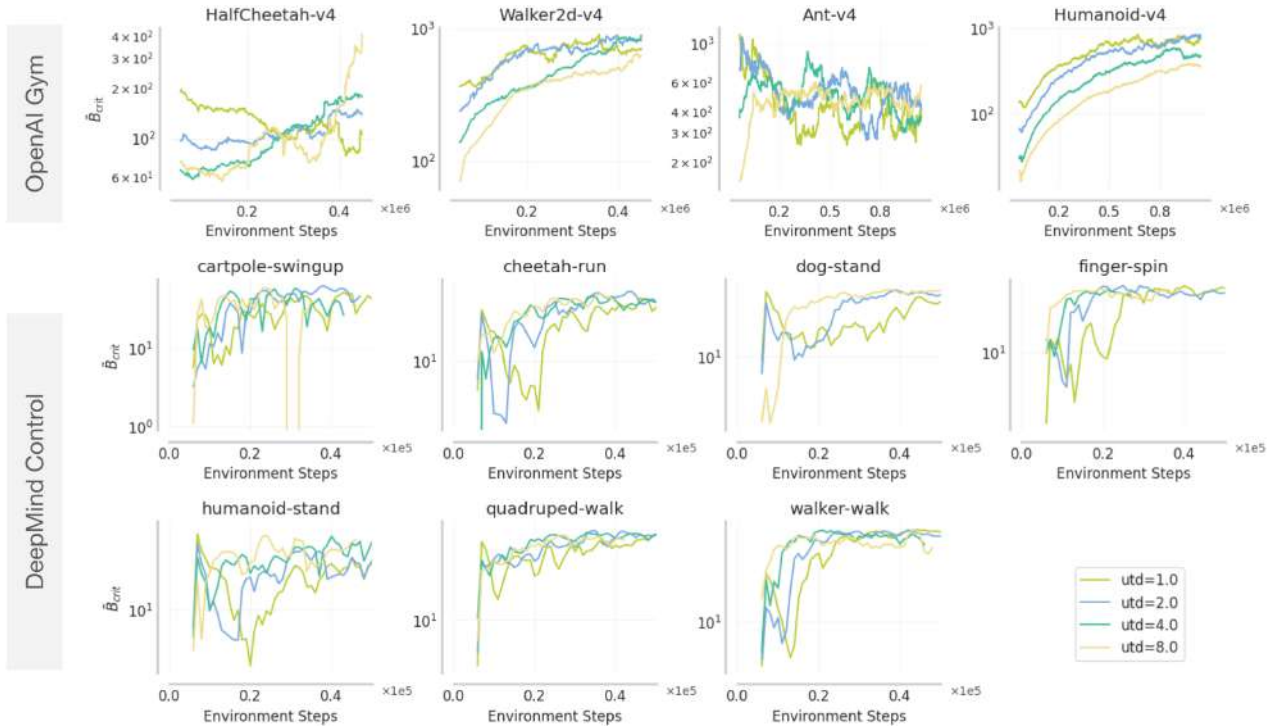 OpenAI Gym
HalfCheetah-v4
Walker2d-v4
Ant-v4
Humanoid-v4
4 × 10²
3 × 10²
2 × 10²
10²
6 × 10¹
B̄crit
0.2
0.4
×1e6
Environment Steps
10³
10²
0.2
0.4
×1e6
Environment Steps
10³
6 × 10²
4 × 10²
3 × 10²
2 × 10²
0.2
0.5
0.8
×1e6
Environment Steps
10³
10²
0.2
0.5
0.8
×1e6
Environment Steps
DeepMind Control
cartpole-swingup
cheetah-run
dog-stand
finger-spin
B̄crit
10¹
10⁰
0.0
0.2
0.4
×1e5
Environment Steps
10¹
0.0
0.2
0.4
×1e5
Environment Steps
10¹
0.0
0.2
0.4
×1e5
Environment Steps
10¹
0.0
0.2
0.4
×1e5
Environment Steps
humanoid-stand
quadruped-walk
walker-walk
B̄crit
10¹
0.0
0.2
0.4
×1e5
Environment Steps
10¹
0.0
0.2
0.4
×1e5
Environment Steps
10¹
0.0
0.2
0.4
×1e5
Environment Steps
utd=1.0
utd=2.0
utd=4.0
utd=8.0